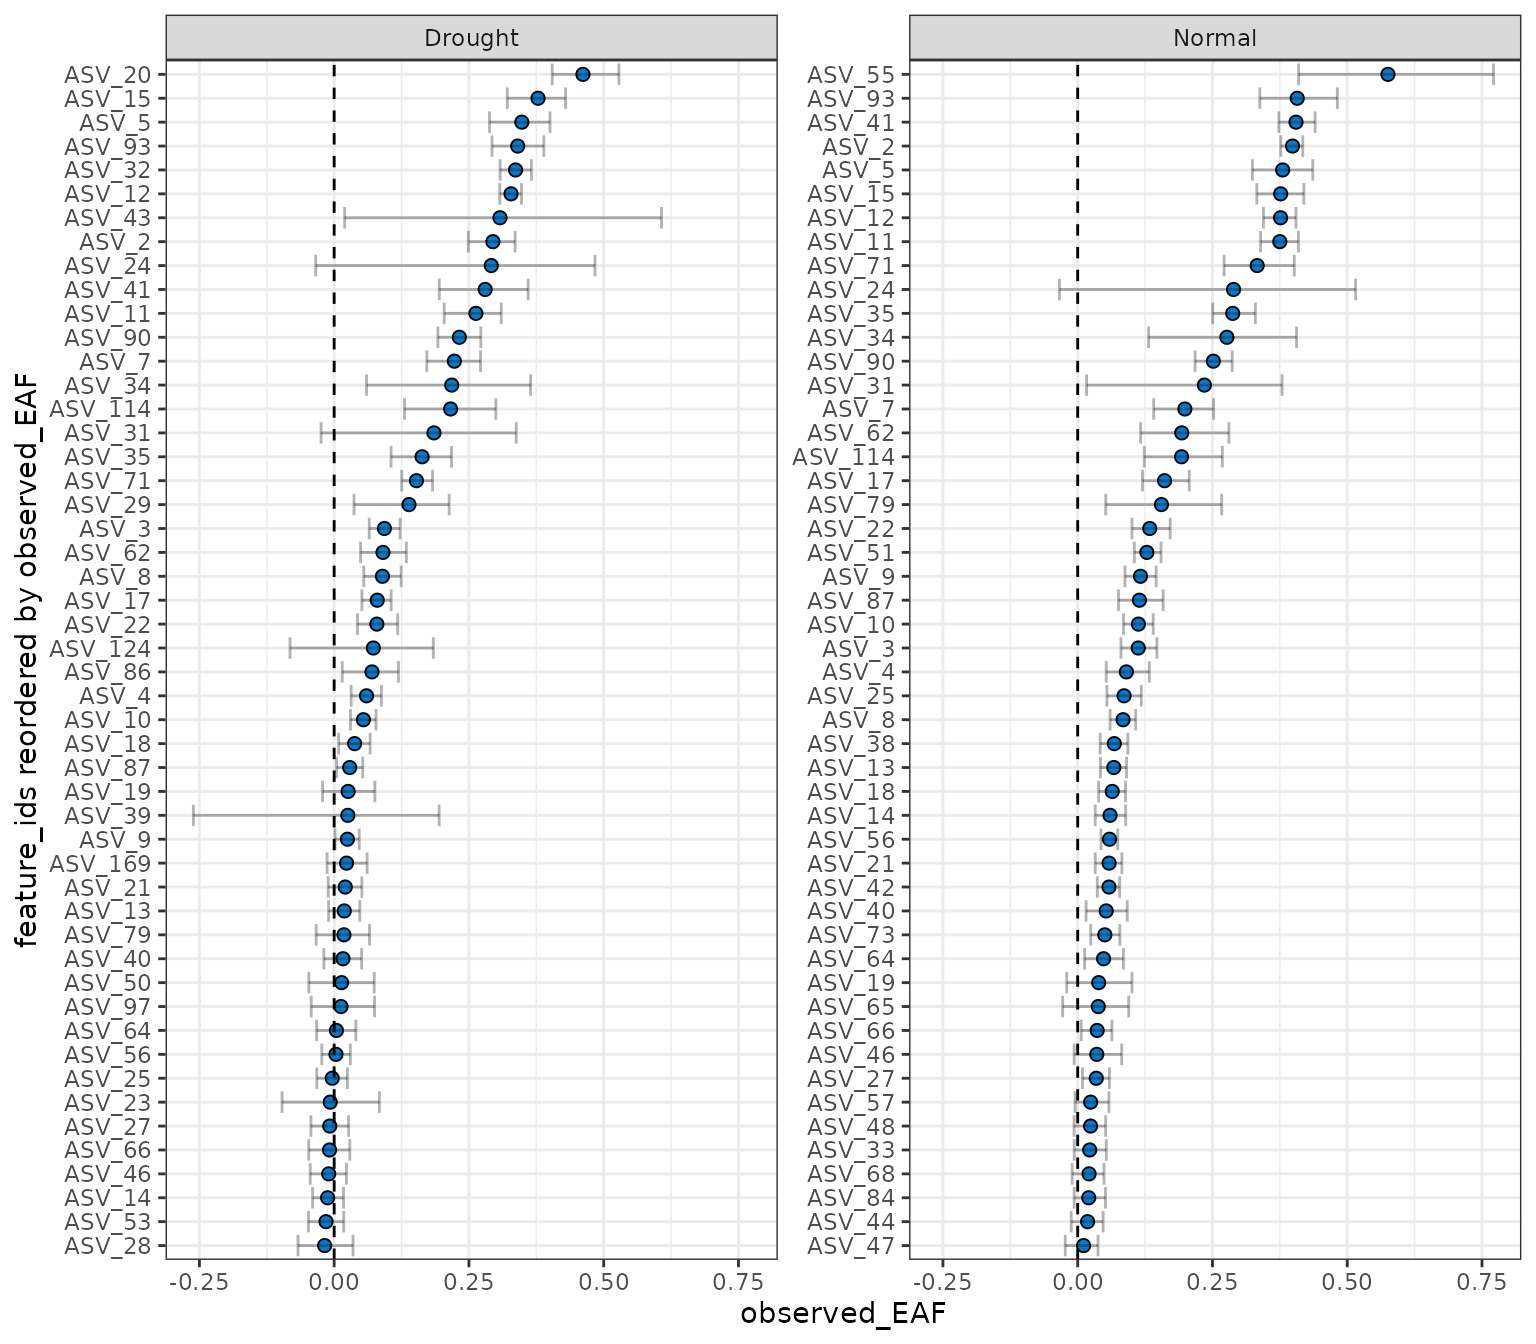 Drought
Normal
feature_ids reordered by observed_EAF
ASV_20
ASV_15
ASV_5
ASV_93
ASV_32
ASV_12
ASV_43
ASV_2
ASV_24
ASV_41
ASV_11
ASV_90
ASV_7
ASV_34
ASV_114
ASV_31
ASV_35
ASV_71
ASV_29
ASV_3
ASV_62
ASV_8
ASV_17
ASV_22
ASV_124
ASV_86
ASV_4
ASV_10
ASV_18
ASV_87
ASV_19
ASV_39
ASV_9
ASV_169
ASV_21
ASV_13
ASV_79
ASV_40
ASV_50
ASV_97
ASV_64
ASV_56
ASV_25
ASV_23
ASV_27
ASV_66
ASV_46
ASV_14
ASV_53
ASV_28
ASV_55
ASV_93
ASV_41
ASV_2
ASV_5
ASV_15
ASV_12
ASV_11
ASV_71
ASV_24
ASV_35
ASV_34
ASV_90
ASV_31
ASV_7
ASV_62
ASV_114
ASV_17
ASV_79
ASV_22
ASV_51
ASV_9
ASV_87
ASV_10
ASV_3
ASV_4
ASV_25
ASV_8
ASV_38
ASV_13
ASV_18
ASV_14
ASV_56
ASV_21
ASV_42
ASV_40
ASV_73
ASV_64
ASV_19
ASV_65
ASV_66
ASV_46
ASV_27
ASV_57
ASV_48
ASV_33
ASV_68
ASV_84
ASV_44
ASV_47
-0.25 0.00 0.25 0.50 0.75
-0.25 0.00 0.25 0.50 0.75
observed_EAF